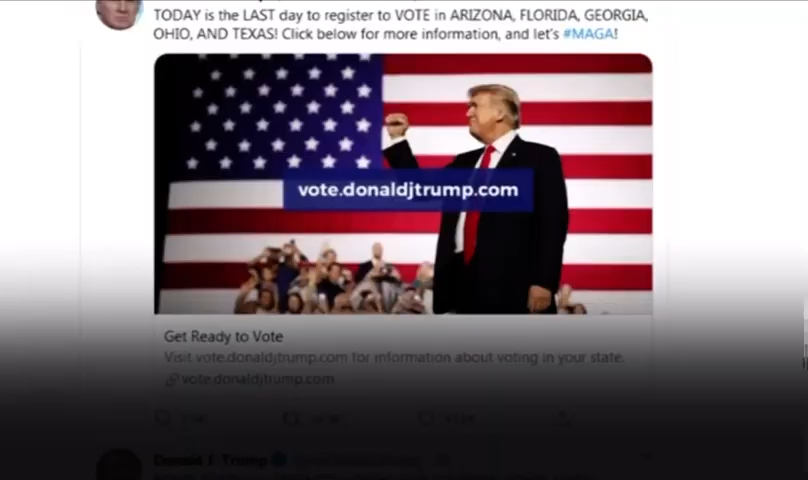 TODAY is the LAST day to register to VOTE in ARIZONA, FLORIDA, GEORGIA,
OHIO, AND TEXAS! Click below for more information, and let's #MAGA!
vote.donaldjtrump.com
Get Ready to Vote
Visit vote.donaldjtrump.com for information about voting in your state.
vote.donaldjtrump.com
Donald J. Trump